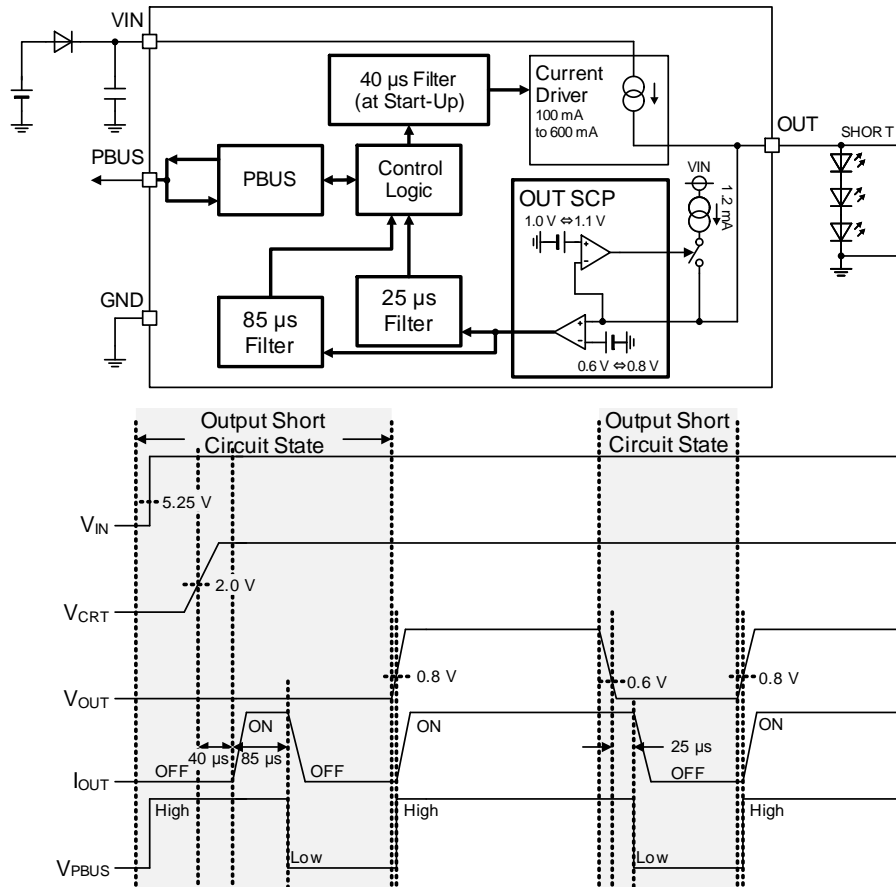 VIN
40 µs Filter
(at Start-Up)
Current
Driver
100 mA
to 600 mA
OUT
SHORT
PBUS
PBUS
Control
Logic
OUT SCP
VIN
1.2 mA
1.0 V ⇔ 1.1 V
GND
85 µs
Filter
25 µs
Filter
0.6 V ⇔ 0.8 V
Output Short
Circuit State
Output Short
Circuit State
5.25 V
VIN
2.0 V
VCRT
0.8 V
0.6 V
0.8 V
VOUT
ON
ON
ON
40 µs
85 µs
25 µs
OFF
OFF
OFF
IOUT
High
High
High
Low
Low
VPBUS